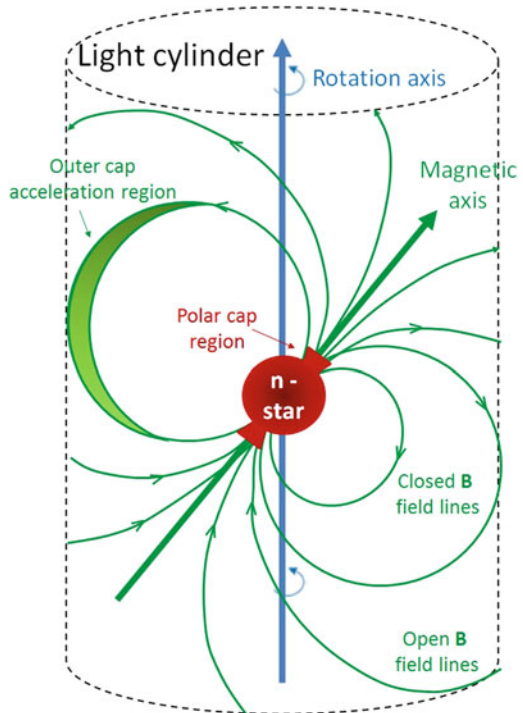 Light cylinder
Rotation axis
Outer cap
acceleration region
Magnetic
axis
Polar cap
region
n -
star
Closed B
field lines
Open B
field lines